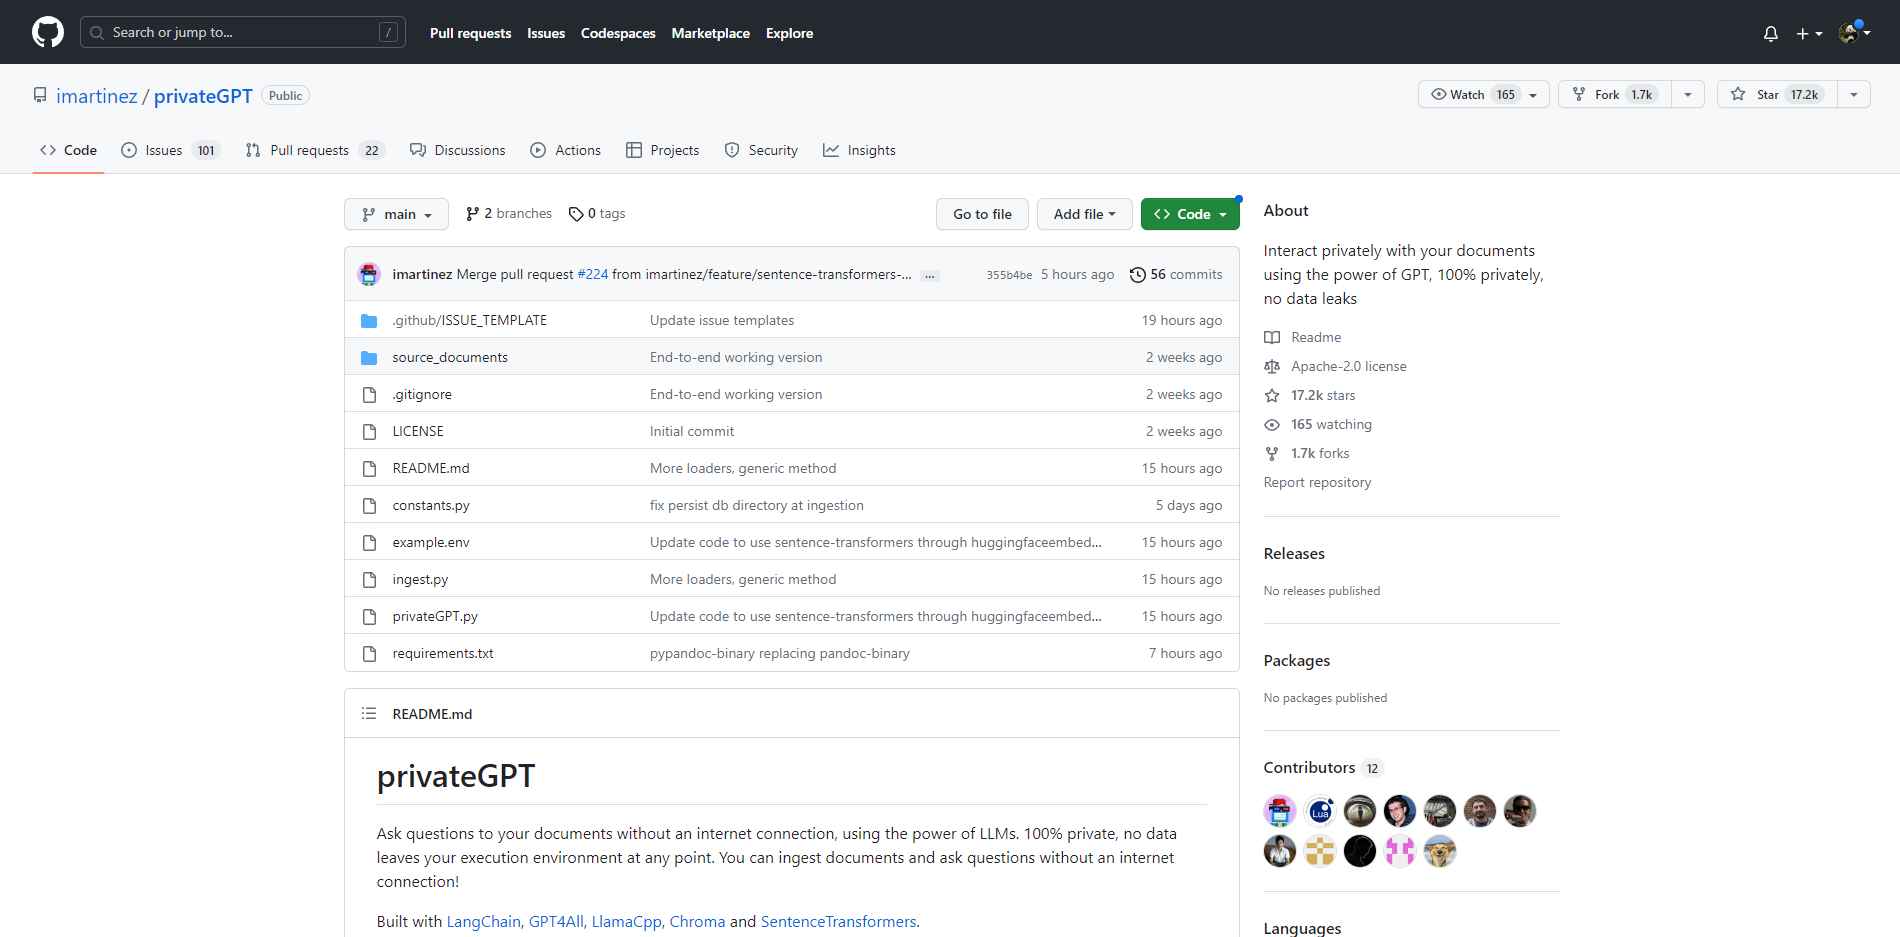 Search or jump to... /
Pull requests Issues Codespaces Marketplace Explore
imartinez / privateGPT Public
Watch 165 Fork 1.7k Star 17.2k
Code Issues 101 Pull requests 22 Discussions Actions Projects Security Insights
main 2 branches 0 tags Go to file Add file Code
imartinez Merge pull request #224 from imartinez/feature/sentence-transformers-... ... 355b4be 5 hours ago 56 commits
.github/ISSUE_TEMPLATE Update issue templates 19 hours ago
source_documents End-to-end working version 2 weeks ago
.gitignore End-to-end working version 2 weeks ago
LICENSE Initial commit 2 weeks ago
README.md More loaders, generic method 15 hours ago
constants.py fix persist db directory at ingestion 5 days ago
example.env Update code to use sentence-transformers through huggingfaceembed... 15 hours ago
ingest.py More loaders, generic method 15 hours ago
privateGPT.py Update code to use sentence-transformers through huggingfaceembed... 15 hours ago
requirements.txt pypandoc-binary replacing pandoc-binary 7 hours ago
README.md
privateGPT
Ask questions to your documents without an internet connection, using the power of LLMs. 100% private, no data
leaves your execution environment at any point. You can ingest documents and ask questions without an internet
connection!
Built with LangChain, GPT4All, LlamaCpp, Chroma and SentenceTransformers.
About
Interact privately with your documents
using the power of GPT, 100% privately,
no data leaks
Readme
Apache-2.0 license
17.2k stars
165 watching
1.7k forks
Report repository
Releases
No releases published
Packages
No packages published
Contributors 12
Lua
Languages